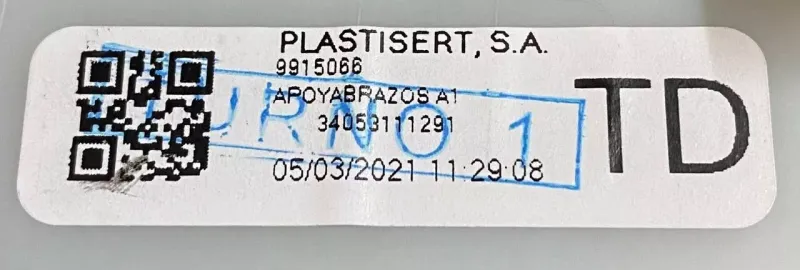 PLASTISERT, S.A.
9915066
APOYABRAZOS A1
34053111291
05/03/2021 11:29:08
TD
TURNO 1